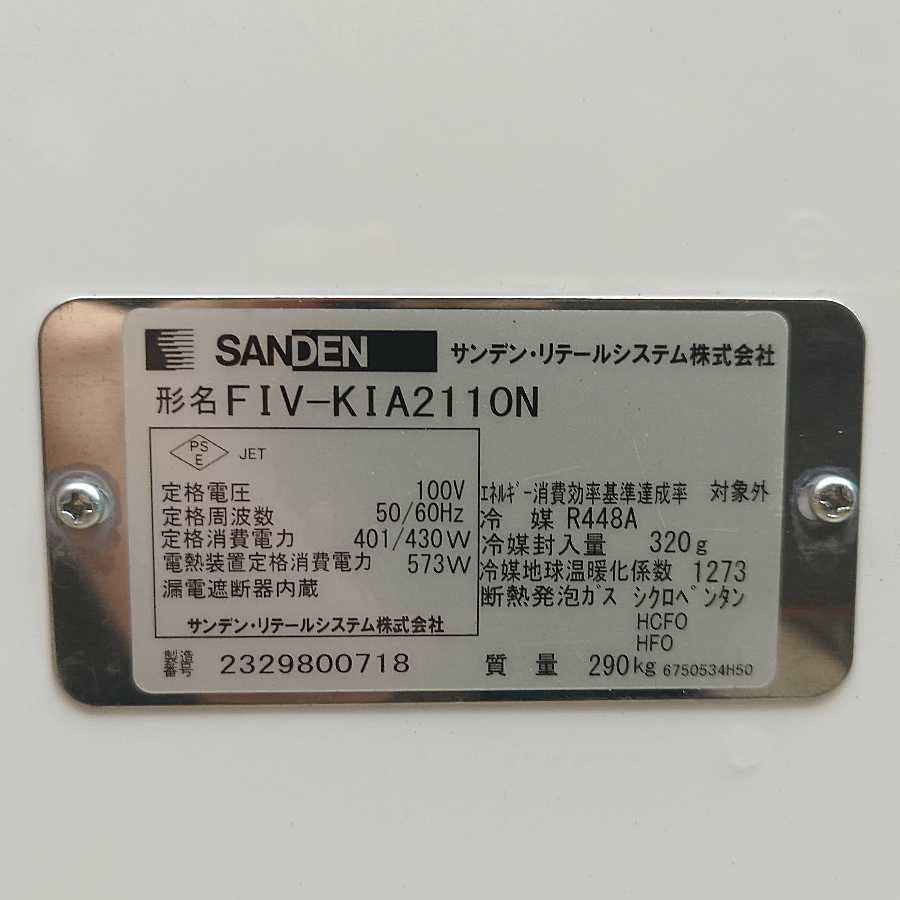 SANDEN サンデン・リテールシステム株式会社
形名 FIV-KIA2110N
PS E JET
定格電圧 100V
定格周波数 50/60Hz
定格消費電力 401/430W
電熱装置定格消費電力 573W
漏電遮断器内蔵
サンデン・リテールシステム株式会社
エネルギー消費効率基準達成率 対象外
冷媒 R448A
冷媒封入量 320g
冷媒地球温暖化係数 1273
断熱発泡ガス シクロペンタン
HCFO
HFO
製造番号 2329800718
質量 290kg 6750534H50